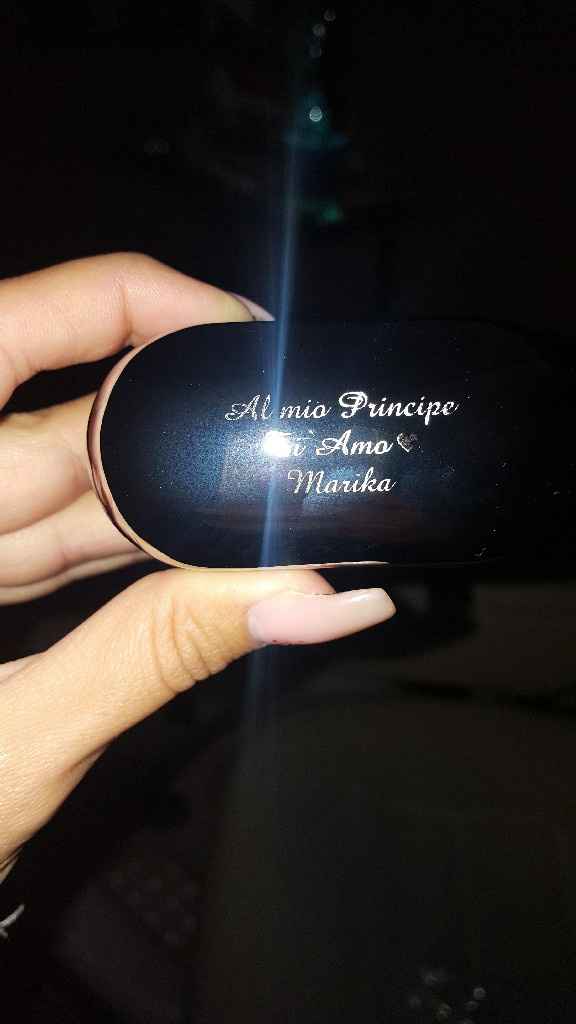 Al mio Principe
Amo ♥
Marika